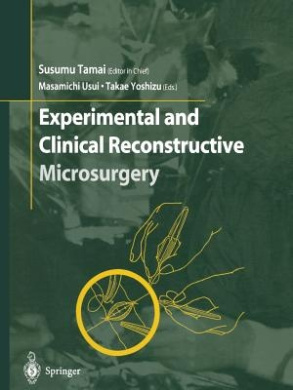 Susumu Tamai (Editor in Chief)
Masamichi Usui · Takae Yoshizu (Eds.)
Experimental and
Clinical Reconstructive
Microsurgery
Springer